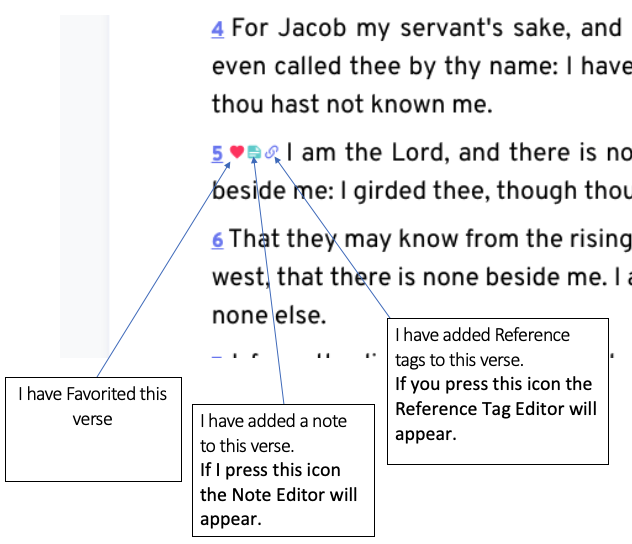 4 For Jacob my servant's sake, and
even called thee by thy name: I have
thou hast not known me.
5 I am the Lord, and there is no
beside me: I girded thee, though thou
6 That they may know from the rising
west, that there is none beside me. I a
none else.
I have Favorited this
verse
I have added a note
to this verse.
If I press this icon
the Note Editor will
appear.
I have added Reference
tags to this verse.
If you press this icon the
Reference Tag Editor will
appear.